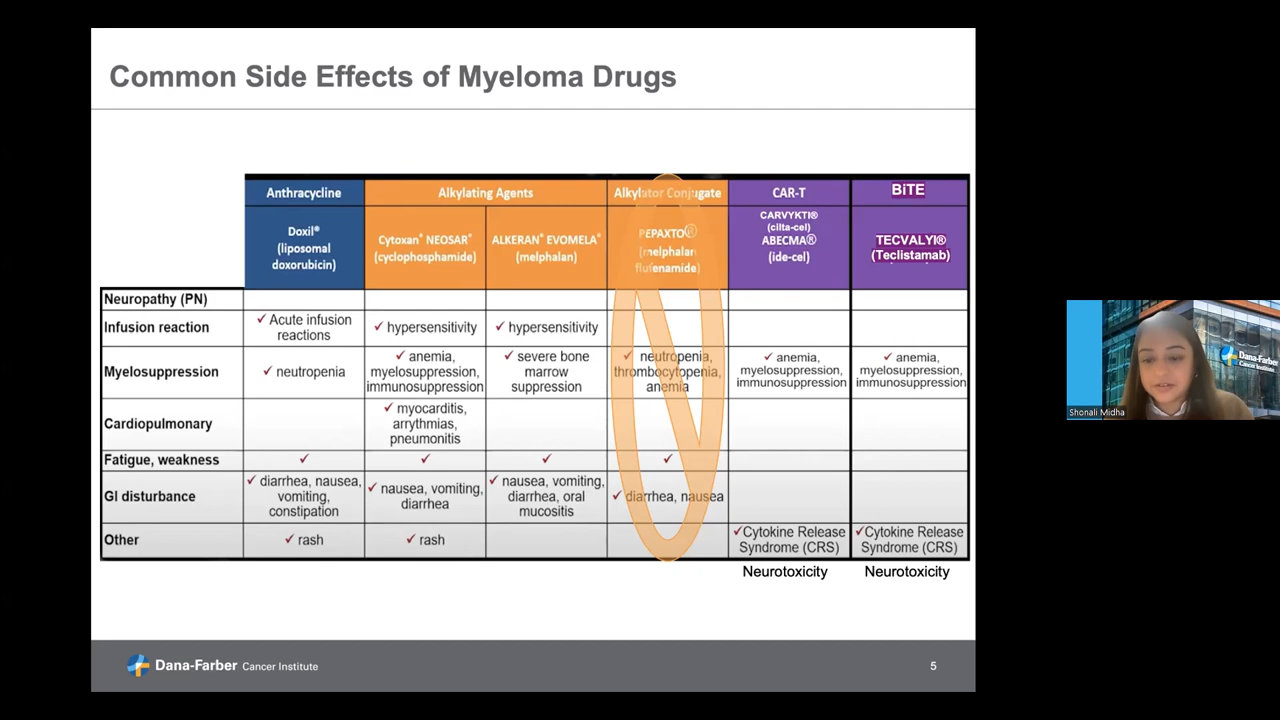 Common Side Effects of Myeloma Drugs
Anthracycline
Alkylating Agents
Alkylator Conjugate
CAR-T
BiTE
Doxil®
(liposomal
doxorubicin)
Cytoxan® NEOSAR®
(cyclophosphamide)
ALKERAN® EVOMELA®
(melphalan)
PEPAXTO®
(melphalan
flufenamide)
CARVYKTI®
(cilta-cel)
ABECMA®
(ide-cel)
TECVALYI®
(Teclistamab)
Neuropathy (PN)
Infusion reaction
✓ Acute infusion
reactions
✓ hypersensitivity
✓ hypersensitivity
Myelosuppression
✓ neutropenia
✓ anemia,
myelosuppression,
immunosuppression
✓ severe bone
marrow
suppression
✓ neutropenia,
thrombocytopenia,
anemia
✓ anemia,
myelosuppression,
immunosuppression
✓ anemia,
myelosuppression,
immunosuppression
Cardiopulmonary
✓ myocarditis,
arrythmias,
pneumonitis
Fatigue, weakness
✓
✓
✓
✓
GI disturbance
✓ diarrhea, nausea,
vomiting,
constipation
✓ nausea, vomiting,
diarrhea
✓ nausea, vomiting,
diarrhea, oral
mucositis
✓ diarrhea, nausea
Other
✓ rash
✓ rash
✓Cytokine Release
Syndrome (CRS)
✓Cytokine Release
Syndrome (CRS)
Neurotoxicity
Neurotoxicity
Dana-Farber Cancer Institute
5
Dana-Farber
Cancer Institute
Shonali Midha